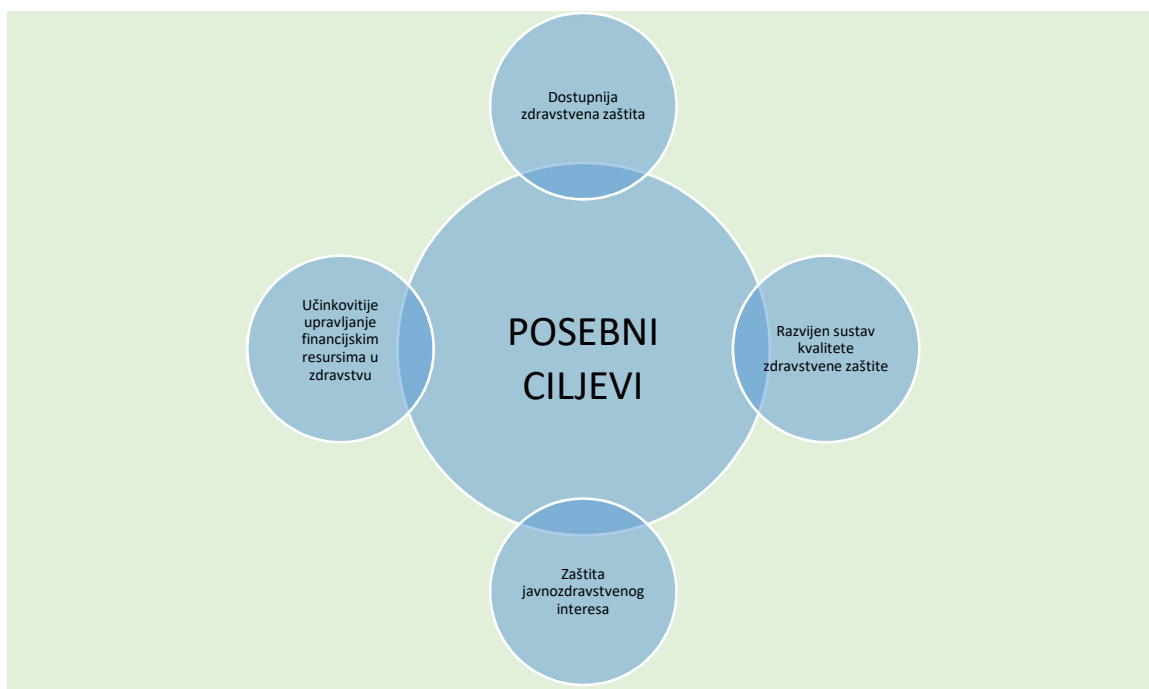 Dostupnija
zdravstvena zaštita
Učinkovitije
upravljanje
financijskim
resursima u
zdravstvu
POSEBNI
CILJEVI
Razvijen sustav
kvalitete
zdravstvene zaštite
Zaštita
javnozdravstvenog
interesa